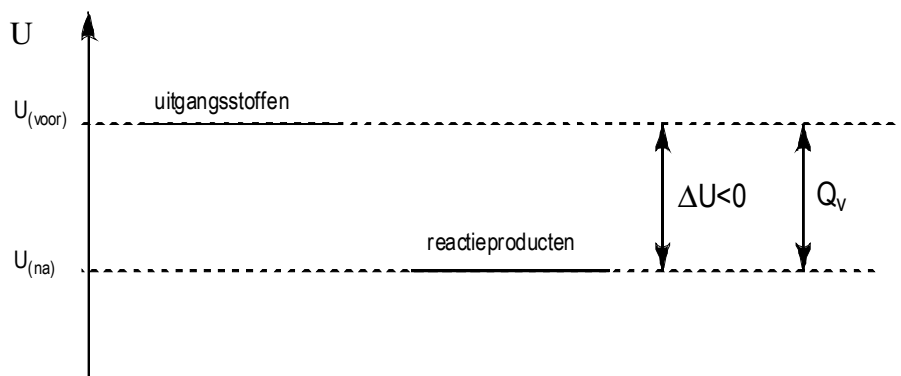 U
uitgangsstoffen
U(voor)
ΔU<0
Qv
reactieproducten
U(na)